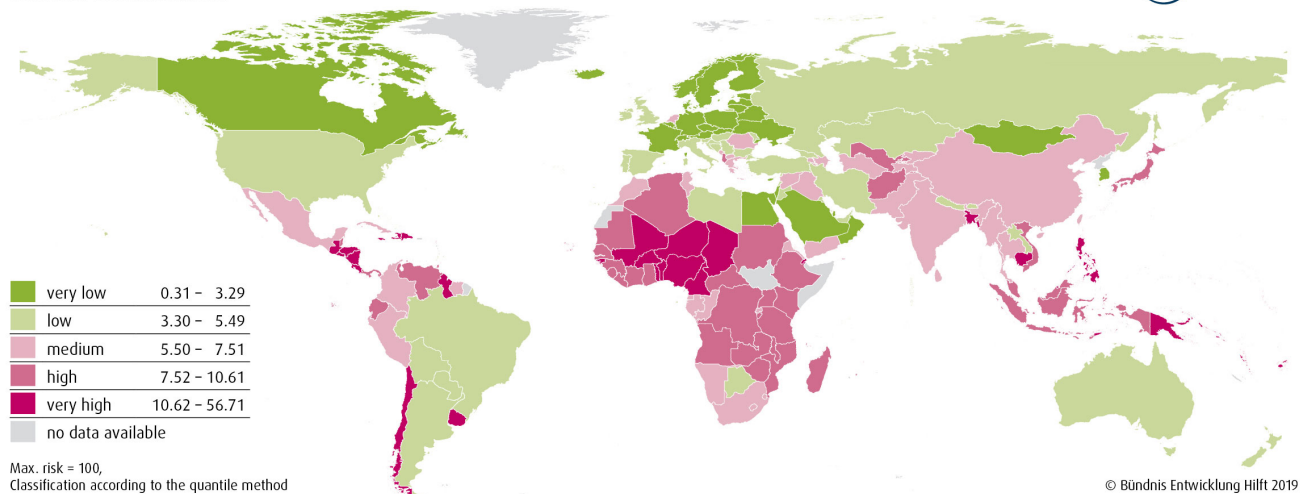 very low 0.31 – 3.29
low 3.30 – 5.49
medium 5.50 – 7.51
high 7.52 – 10.61
very high 10.62 – 56.71
no data available
Max. risk = 100,
Classification according to the quantile method
© Bündnis Entwicklung Hilft 2019